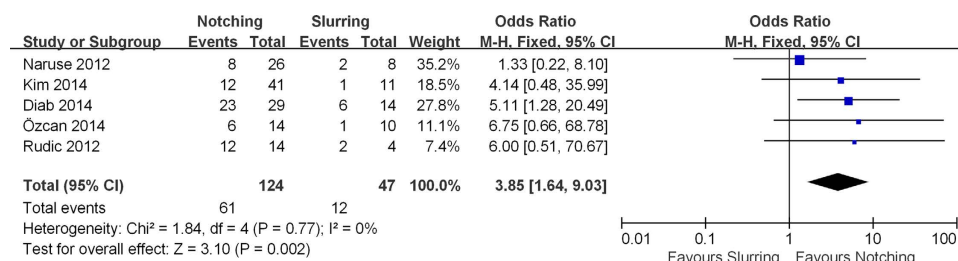 Notching Slurring Odds Ratio Odds Ratio
Study or Subgroup Events Total Events Total Weight M-H, Fixed, 95% CI M-H, Fixed, 95% CI
Naruse 2012 8 26 2 8 35.2% 1.33 [0.22, 8.10]
Kim 2014 12 41 1 11 18.5% 4.14 [0.48, 35.99]
Diab 2014 23 29 6 14 27.8% 5.11 [1.28, 20.49]
Özcan 2014 6 14 1 10 11.1% 6.75 [0.66, 68.78]
Rudic 2012 12 14 2 4 7.4% 6.00 [0.51, 70.67]
Total (95% CI) 124 47 100.0% 3.85 [1.64, 9.03]
Total events 61 12
Heterogeneity: Chi² = 1.84, df = 4 (P = 0.77); I² = 0%
Test for overall effect: Z = 3.10 (P = 0.002)
0.01 0.1 1 10 100
Favours Slurring Favours Notching